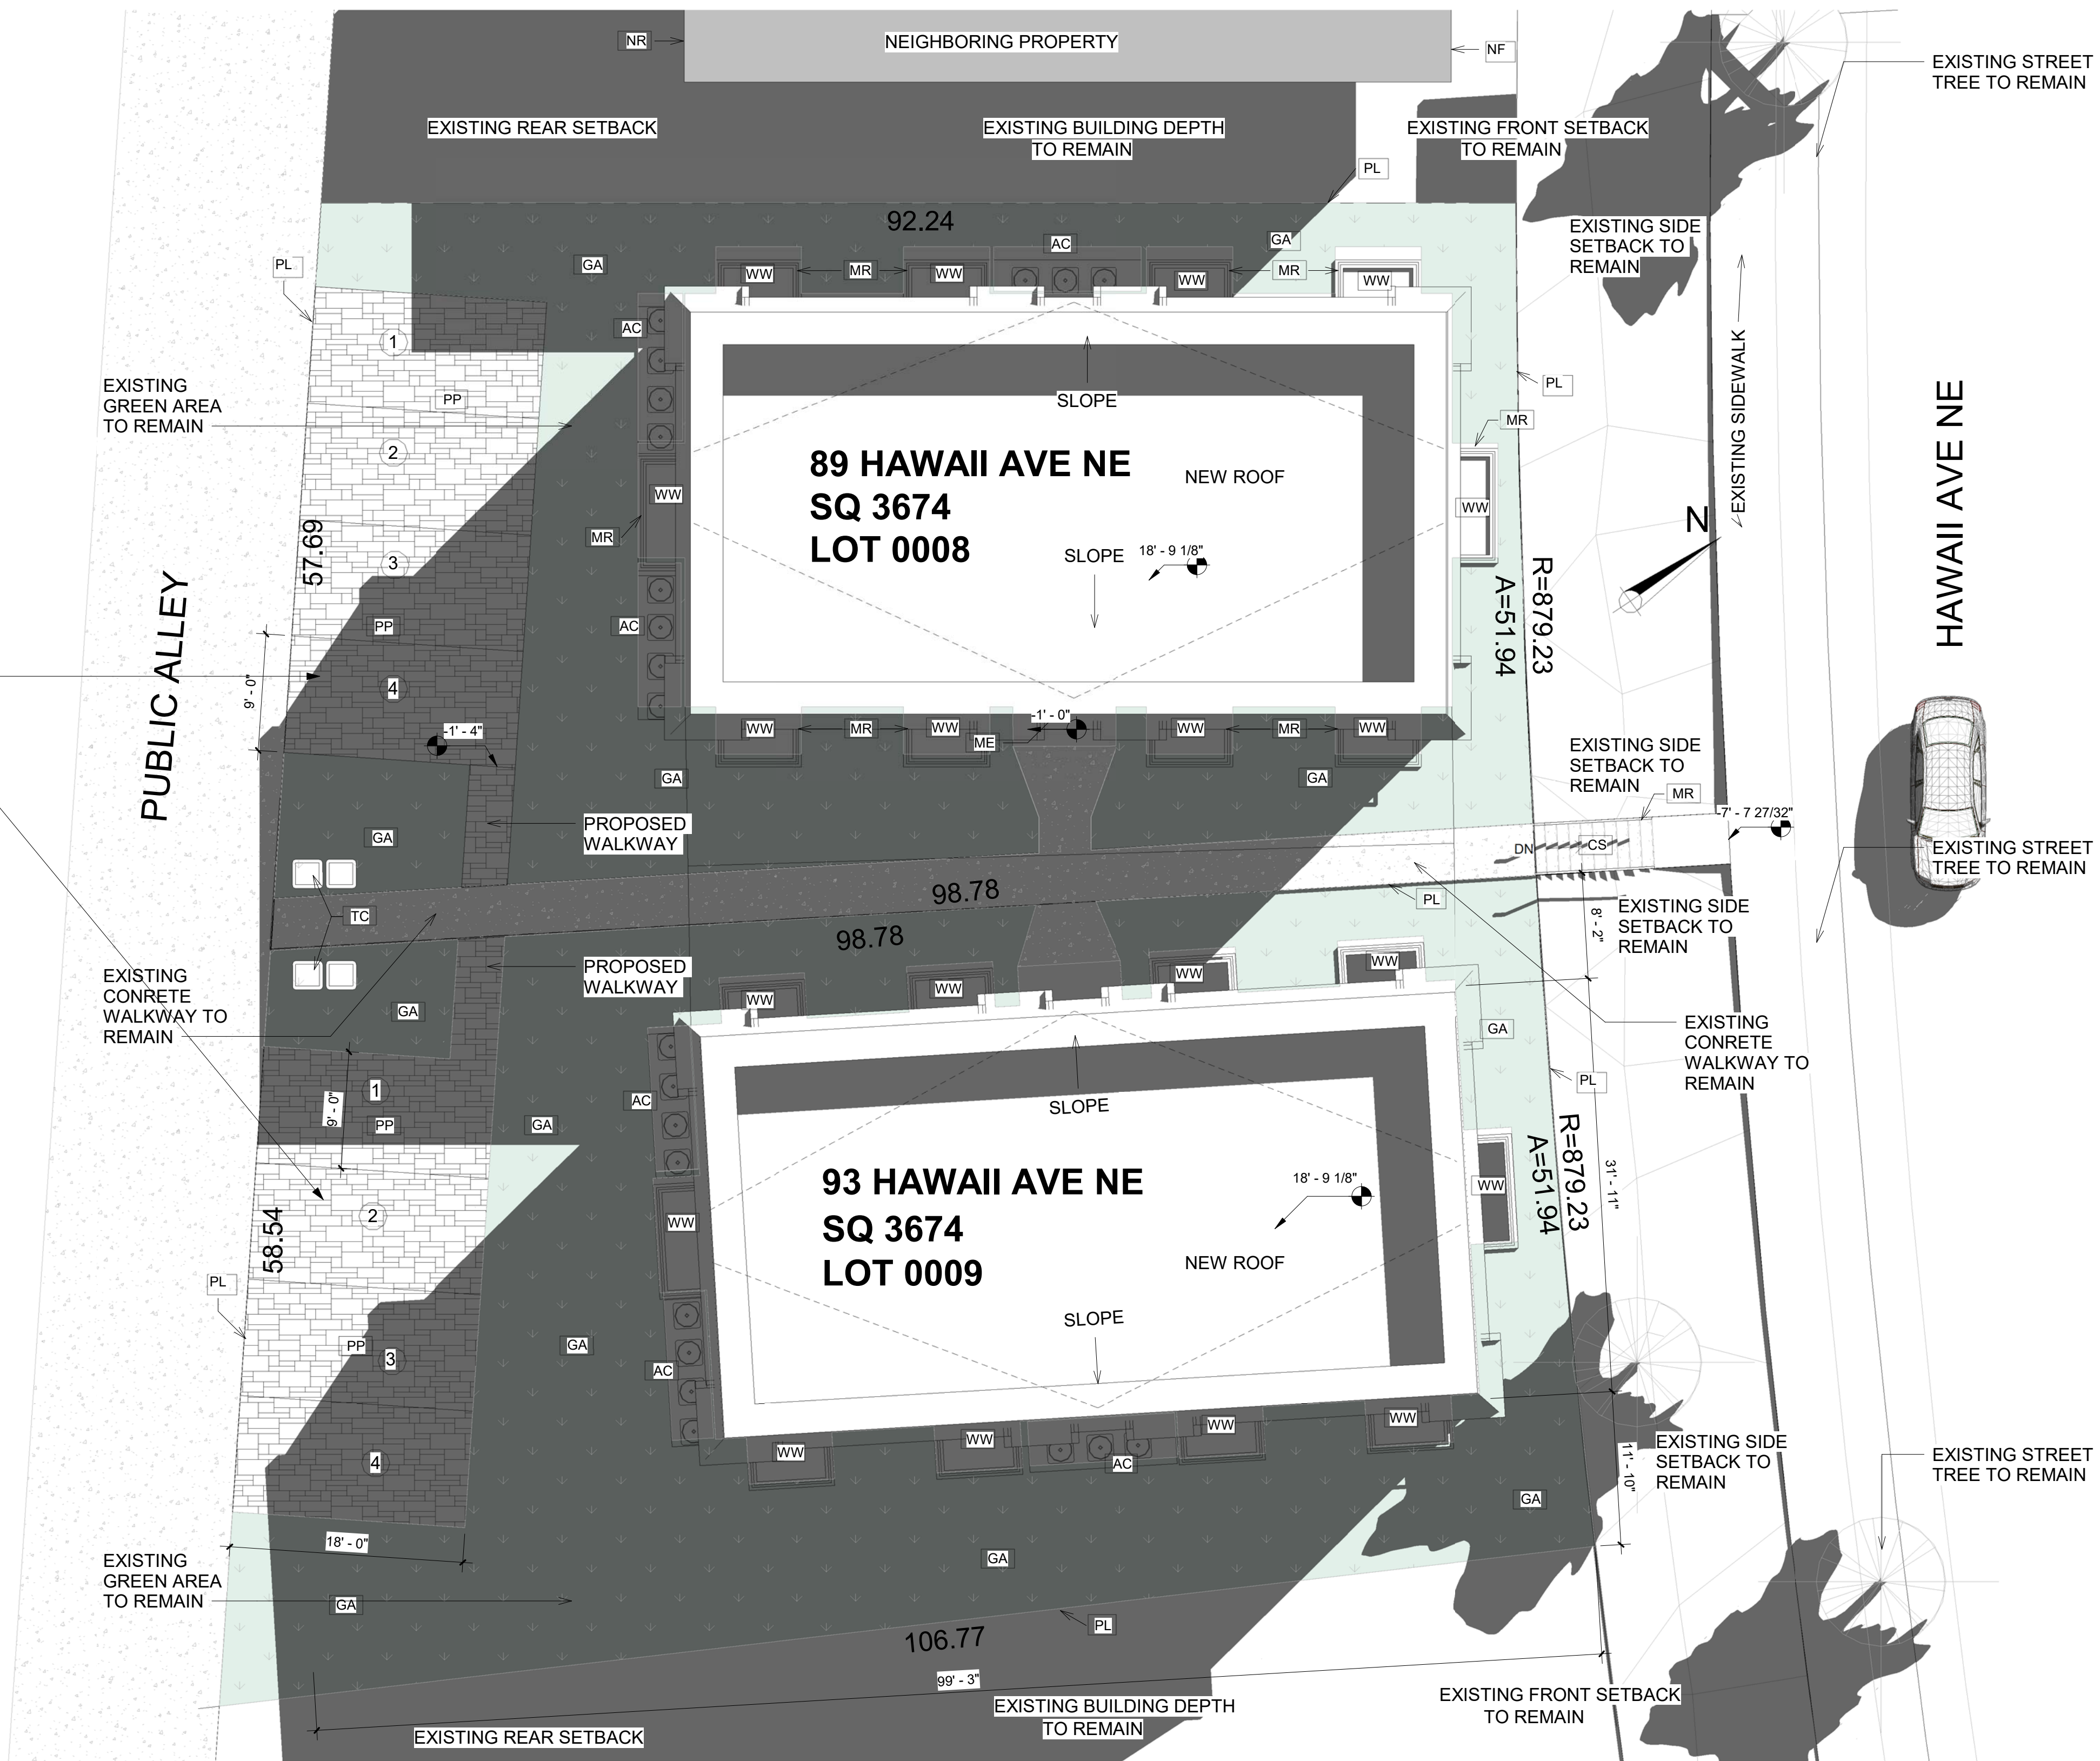 NR
NEIGHBORING PROPERTY
NF
EXISTING STREET
TREE TO REMAIN
EXISTING REAR SETBACK
EXISTING BUILDING DEPTH
TO REMAIN
EXISTING FRONT SETBACK
TO REMAIN
PL
92.24
EXISTING SIDE
SETBACK TO
REMAIN
PL
GA
AC
GA
WW
MR
WW
WW
MR
WW
AC
1
PP
EXISTING
GREEN AREA
TO REMAIN
2
SLOPE
PL
MR
EXISTING SIDEWALK
HAWAII AVE NE
89 HAWAII AVE NE
SQ 3674
LOT 0008
NEW ROOF
WW
WW
MR
N
57.69
3
SLOPE
18' - 9 1/8"
R=879.23
A=51.94
PUBLIC ALLEY
PP
AC
9' - 0"
4
-1' - 4"
WW
MR
WW
ME
-1' - 0"
WW
MR
WW
GA
GA
EXISTING SIDE
SETBACK TO
REMAIN
MR
-7' - 7 27/32"
GA
PROPOSED
WALKWAY
DN
CS
EXISTING STREET
TREE TO REMAIN
TC
98.78
PL
98.78
8' - 2"
EXISTING SIDE
SETBACK TO
REMAIN
EXISTING
CONRETE
WALKWAY TO
REMAIN
PROPOSED
WALKWAY
GA
WW
WW
WW
WW
GA
EXISTING
CONRETE
WALKWAY TO
REMAIN
1
9' - 0"
PP
GA
AC
SLOPE
PL
93 HAWAII AVE NE
SQ 3674
LOT 0009
18' - 9 1/8"
NEW ROOF
WW
WW
R=879.23
A=51.94
31' - 11"
2
58.54
PL
PP
3
GA
AC
SLOPE
4
WW
WW
AC
WW
WW
EXISTING SIDE
SETBACK TO
REMAIN
11' - 10"
EXISTING STREET
TREE TO REMAIN
GA
18' - 0"
EXISTING
GREEN AREA
TO REMAIN
GA
GA
PL
106.77
99' - 3"
EXISTING REAR SETBACK
EXISTING BUILDING DEPTH
TO REMAIN
EXISTING FRONT SETBACK
TO REMAIN